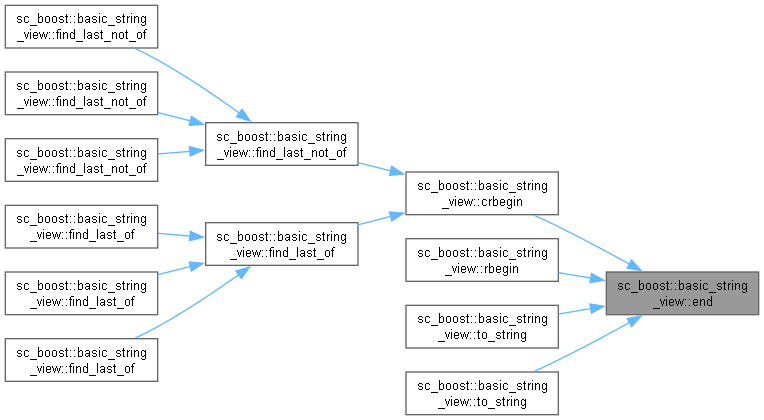 sc_boost::basic_string
_view::find_last_not_of
sc_boost::basic_string
_view::find_last_not_of
sc_boost::basic_string
_view::find_last_not_of
sc_boost::basic_string
_view::find_last_of
sc_boost::basic_string
_view::find_last_of
sc_boost::basic_string
_view::find_last_of
sc_boost::basic_string
_view::find_last_not_of
sc_boost::basic_string
_view::find_last_of
sc_boost::basic_string
_view::crbegin
sc_boost::basic_string
_view::rbegin
sc_boost::basic_string
_view::to_string
sc_boost::basic_string
_view::to_string
sc_boost::basic_string
_view::end